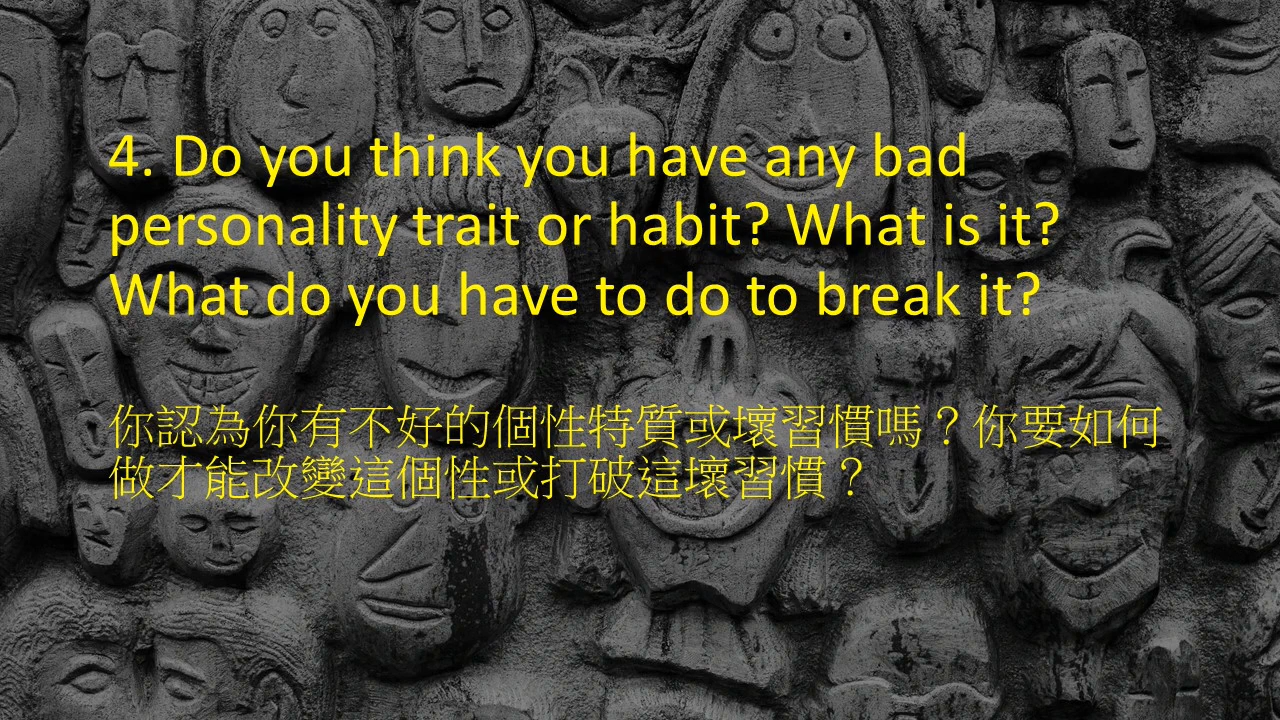 4. Do you think you have any bad
personality trait or habit? What is it?
What do you have to do to break it?
你認為你有不好的個性特質或壞習慣嗎？你要如何
做才能改變這個性或打破這壞習慣？